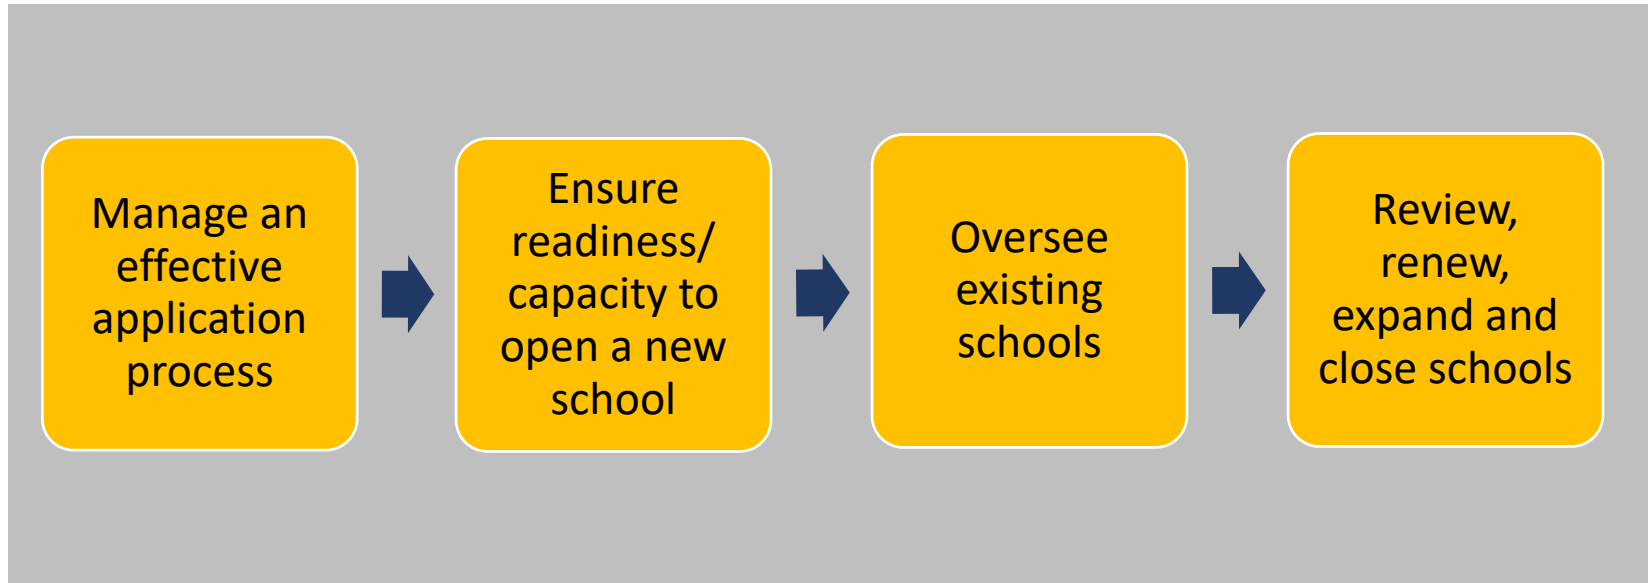 Manage an
effective
application
process
Ensure
readiness/
capacity to
open a new
school
Oversee
existing
schools
Review,
renew,
expand and
close schools